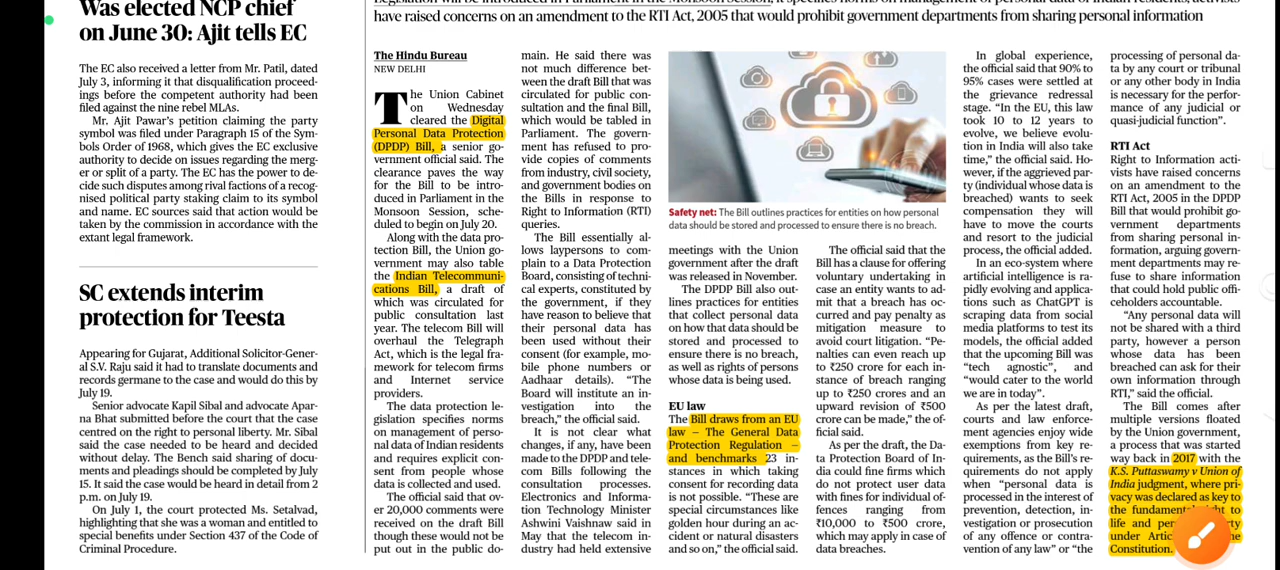 Was elected NCP chief
on June 30: Ajit tells EC
The EC also received a letter from Mr. Patil, dated
July 3, informing it that disqualification proceed-
ings before the competent authority had been
filed against the nine rebel MLAs.
Mr. Ajit Pawar's petition claiming the party
symbol was filed under Paragraph 15 of the Sym-
bols Order of 1968, which gives the EC exclusive
authority to decide on issues regarding the merg-
er or split of a party. The EC has the power to de-
cide such disputes among rival factions of a recog-
nised political party staking claim to its symbol
and name. EC sources said that action would be
taken by the commission in accordance with the
extant legal framework.
SC extends interim
protection for Teesta
Appearing for Gujarat, Additional Solicitor-Gener-
al S.V. Raju said it had to translate documents and
records germane to the case and would do this by
July 19.
Senior advocate Kapil Sibal and advocate Apar-
na Bhat submitted before the court that the case
centred on the right to personal liberty. Mr. Sibal
said the case needed to be heard and decided
without delay. The Bench said sharing of docu-
ments and pleadings should be completed by July
15. It said the case would be heard in detail from 2
p.m. on July 19.
On July 1, the court protected Ms. Setalvad,
highlighting that she was a woman and entitled to
special benefits under Section 437 of the Code of
Criminal Procedure.
Legislation will be introduced in Parliament in the Monsoon Session, it specifies norms on management of personal data of Indian residents; activists
have raised concerns on an amendment to the RTI Act, 2005 that would prohibit government departments from sharing personal information
The Hindu Bureau
NEW DELHI
The Union Cabinet
on Wednesday
cleared the Digital
Personal Data Protection
(DPDP) Bill, a senior go-
vernment official said. The
clearance paves the way
for the Bill to be intro-
duced in Parliament in the
Monsoon Session, sche-
duled to begin on July 20.
Along with the data pro-
tection Bill, the Union go-
vernment may also table
the Indian Telecommuni-
cations Bill, a draft of
which was circulated for
public consultation last
year. The telecom Bill will
overhaul the Telegraph
Act, which is the legal fra-
mework for telecom firms
and Internet service
providers.
The data protection le-
gislation specifies norms
on management of perso-
nal data of Indian residents
and requires explicit con-
sent from people whose
data is collected and used.
The official said that ov-
er 20,000 comments were
received on the draft Bill
though these would not be
put out in the public do-
main. He said there was
not much difference bet-
ween the draft Bill that was
circulated for public con-
sultation and the final Bill,
which would be tabled in
Parliament. The govern-
ment has refused to pro-
vide copies of comments
from industry, civil society,
and government bodies on
the Bills in response to
Right to Information (RTI)
queries.
The Bill essentially al-
lows laypersons to com-
plain to a Data Protection
Board, consisting of techni-
cal experts, constituted by
the government, if they
have reason to believe that
their personal data has
been used without their
consent (for example, mo-
bile phone numbers or
Aadhaar details). “The
Board will institute an
investigation into the
breach,” the official said.
It is not clear what
changes, if any, have been
made to the DPDP and tele-
com Bills following the
consultation processes.
Electronics and Informa-
tion Technology Minister
Ashwini Vaishnaw said in
May that the telecom in-
dustry had held extensive
Safety net: The Bill outlines practices for entities on how personal
data should be stored and processed to ensure there is no breach.
meetings with the Union
government after the draft
was released in November.
The DPDP Bill also out-
lines practices for entities
that collect personal data
on how that data should be
stored and processed to
ensure there is no breach,
as well as rights of persons
whose data is being used.
EU law
The Bill draws from an EU
law – The General Data
Protection Regulation –
and benchmarks 23 in-
stances in which taking
consent for recording data
is not possible. “These are
special circumstances like
golden hour during an ac-
cident or natural disasters
and so on,” the official said.
The official said that the
Bill has a clause for offering
voluntary undertaking in
case an entity wants to ad-
mit that a breach has oc-
curred and pay penalty as
mitigation measure to
avoid court litigation. “Pe-
nalties can even reach up
to ₹250 crore for each in-
stance of breach ranging
up to ₹250 crores and an
upward revision of ₹500
crore can be made,” the of-
ficial said.
As per the draft, the Da-
ta Protection Board of In-
dia could fine firms which
do not protect user data
with fines for individual of-
fences ranging from
₹10,000 to ₹500 crore,
which may apply in case of
data breaches.
In global experience,
the official said that 90% to
95% cases were settled at
the grievance redressal
stage. “In the EU, this law
took 10 to 12 years to
evolve, we believe evolu-
tion in India will also take
time,” the official said. Ho-
wever, if the aggrieved par-
ty (individual whose data is
breached) wants to seek
compensation they will
have to move the courts
and resort to the judicial
process, the official added.
In an eco-system where
artificial intelligence is ra-
pidly evolving and applica-
tions such as ChatGPT is
scraping data from social
media platforms to test its
models, the official added
that the upcoming Bill was
“tech agnostic”, and
“would cater to the world
we are in today”.
As per the latest draft,
courts and law enforce-
ment agencies enjoy wide
exemptions from key re-
quirements, as the Bill's re-
quirements do not apply
when “personal data is
processed in the interest of
prevention, detection, in-
vestigation or prosecution
of any offence or contra-
vention of any law” or “the
processing of personal da-
ta by any court or tribunal
or any other body in India
is necessary for the perfor-
mance of any judicial or
quasi-judicial function”.
RTI Act
Right to Information acti-
vists have raised concerns
on an amendment to the
RTI Act, 2005 in the DPDP
Bill that would prohibit go-
vernment departments
from sharing personal in-
formation, arguing govern-
ment departments may re-
fuse to share information
that could hold public offi-
ceholders accountable.
“Any personal data will
not be shared with a third
party, however a person
whose data has been
breached can ask for their
own information through
RTI,” said the official.
The Bill comes after
multiple versions floated
by the Union government,
a process that was started
way back in 2017 with the
K.S. Puttaswamy v Union of
India judgment, where pri-
vacy was declared as key to
the fundamental to
life and
under
Constitution.